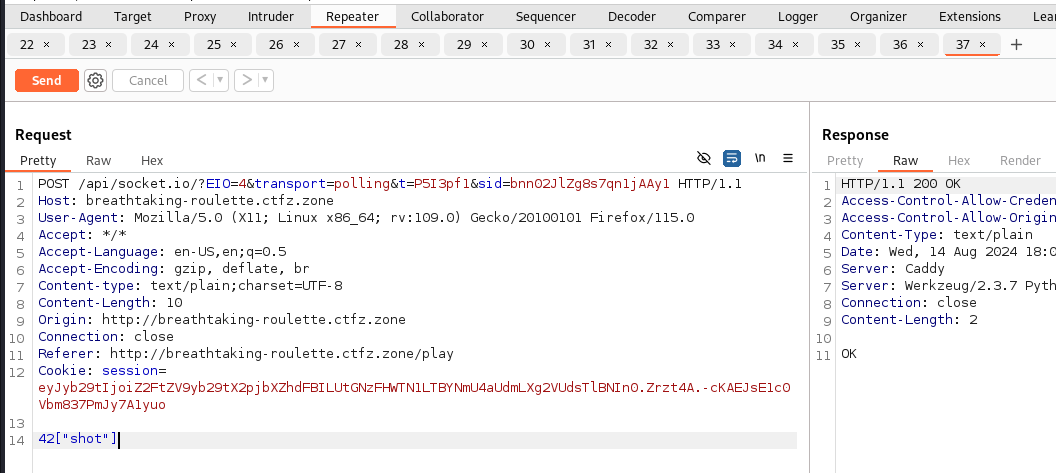 Dashboard Target Proxy Intruder Repeater Collaborator Sequencer Decoder Comparer Logger Organizer Extensions Lear
22 × 23 × 24 × 25 × 26 × 27 × 28 × 29 × 30 × 31 × 32 × 33 × 34 × 35 × 36 × 37 × +
Send Cancel < >
Request
Pretty Raw Hex \n
1 POST /api/socket.io/?EIO=4&transport=polling&t=P5I3pf1&sid=bnn02JlZg8s7qn1jAAy1 HTTP/1.1
2 Host: breathtaking-roulette.ctfz.zone
3 User-Agent: Mozilla/5.0 (X11; Linux x86_64; rv:109.0) Gecko/20100101 Firefox/115.0
4 Accept: */*
5 Accept-Language: en-US,en;q=0.5
6 Accept-Encoding: gzip, deflate, br
7 Content-type: text/plain;charset=UTF-8
8 Content-Length: 10
9 Origin: http://breathtaking-roulette.ctfz.zone
10 Connection: close
11 Referer: http://breathtaking-roulette.ctfz.zone/play
12 Cookie: session=
eyJyb29tIjoiZ2FtZV9yb29tX2pjbXZhdFBILUtGNzFHWTN1LTBYNmU4aUdmLXg2VUdsTlBNIn0.Zrzt4A.-cKAEJsE1cO
Vbm837PmJy7A1yuo
13
14 42["shot"]
Response
Pretty Raw Hex Render
1 HTTP/1.1 200 OK
2 Access-Control-Allow-Creden
3 Access-Control-Allow-Origin
4 Content-Type: text/plain
5 Date: Wed, 14 Aug 2024 18:0
6 Server: Caddy
7 Server: Werkzeug/2.3.7 Pyth
8 Connection: close
9 Content-Length: 2
10
11 OK